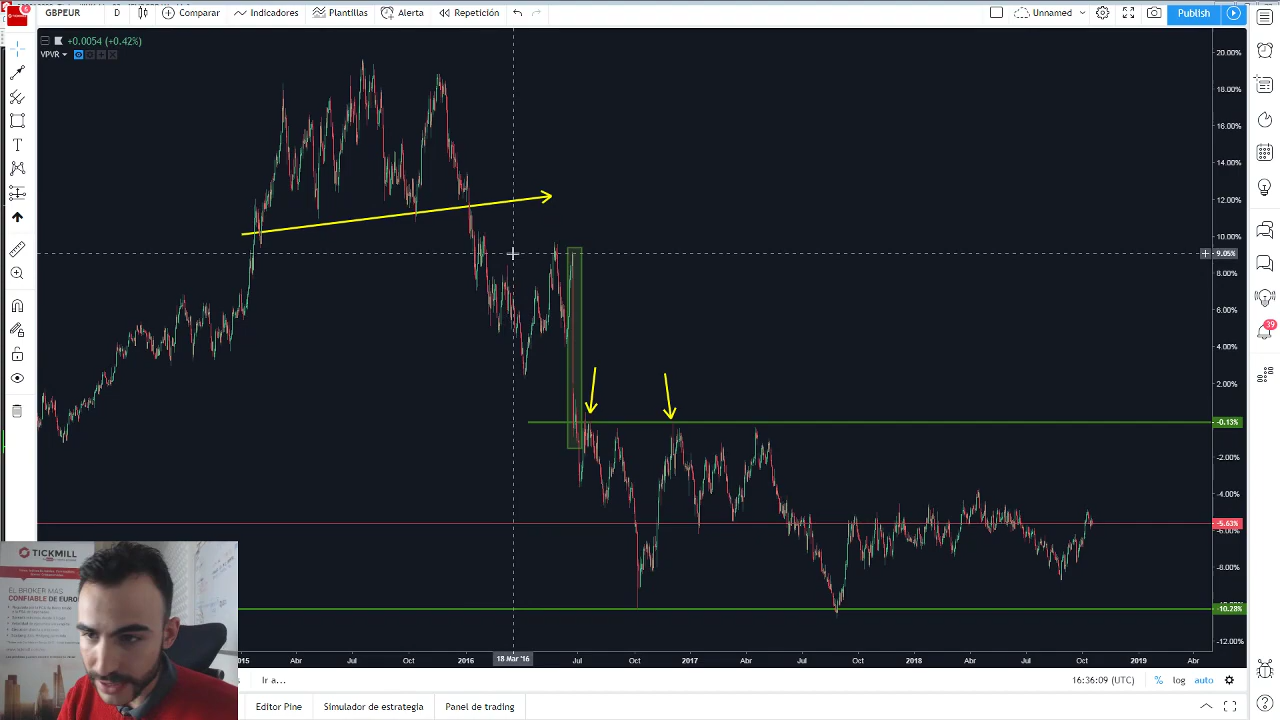 GBPEUR D Comparar Indicadores Plantillas Alerta Repetición Unnamed Publish
+0.0054 (+0.42%)
VPVR
20.00%
18.00%
16.00%
14.00%
12.00%
10.00%
9.05%
8.00%
6.00%
4.00%
2.00%
-0.13%
-2.00%
-4.00%
-5.63%
-6.00%
-8.00%
-10.28%
-12.00%
39
TICKMILL
EL BROKER MÁS
CONFIABLE DE EUROPA
2015 Abr Jul Oct 2016 18 Mar '16 Jul Oct 2017 Abr Jul Oct 2018 Abr Jul Oct 2019 Abr
Ir a... 16:36:09 (UTC) % log auto
Editor Pine Simulador de estrategia Panel de trading